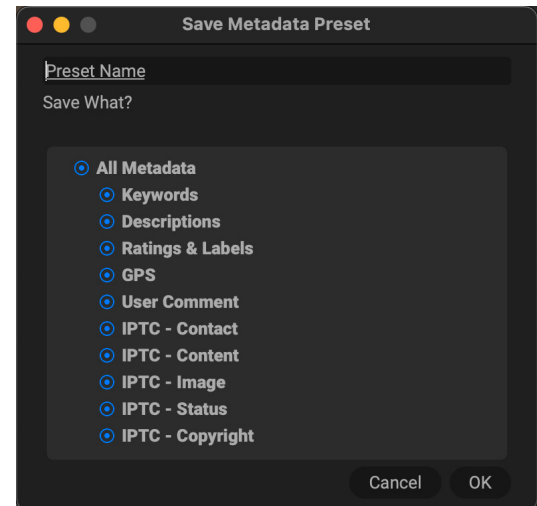 Save Metadata Preset
Preset Name
Save What?
All Metadata
Keywords
Descriptions
Ratings & Labels
GPS
User Comment
IPTC - Contact
IPTC - Content
IPTC - Image
IPTC - Status
IPTC - Copyright
Cancel OK